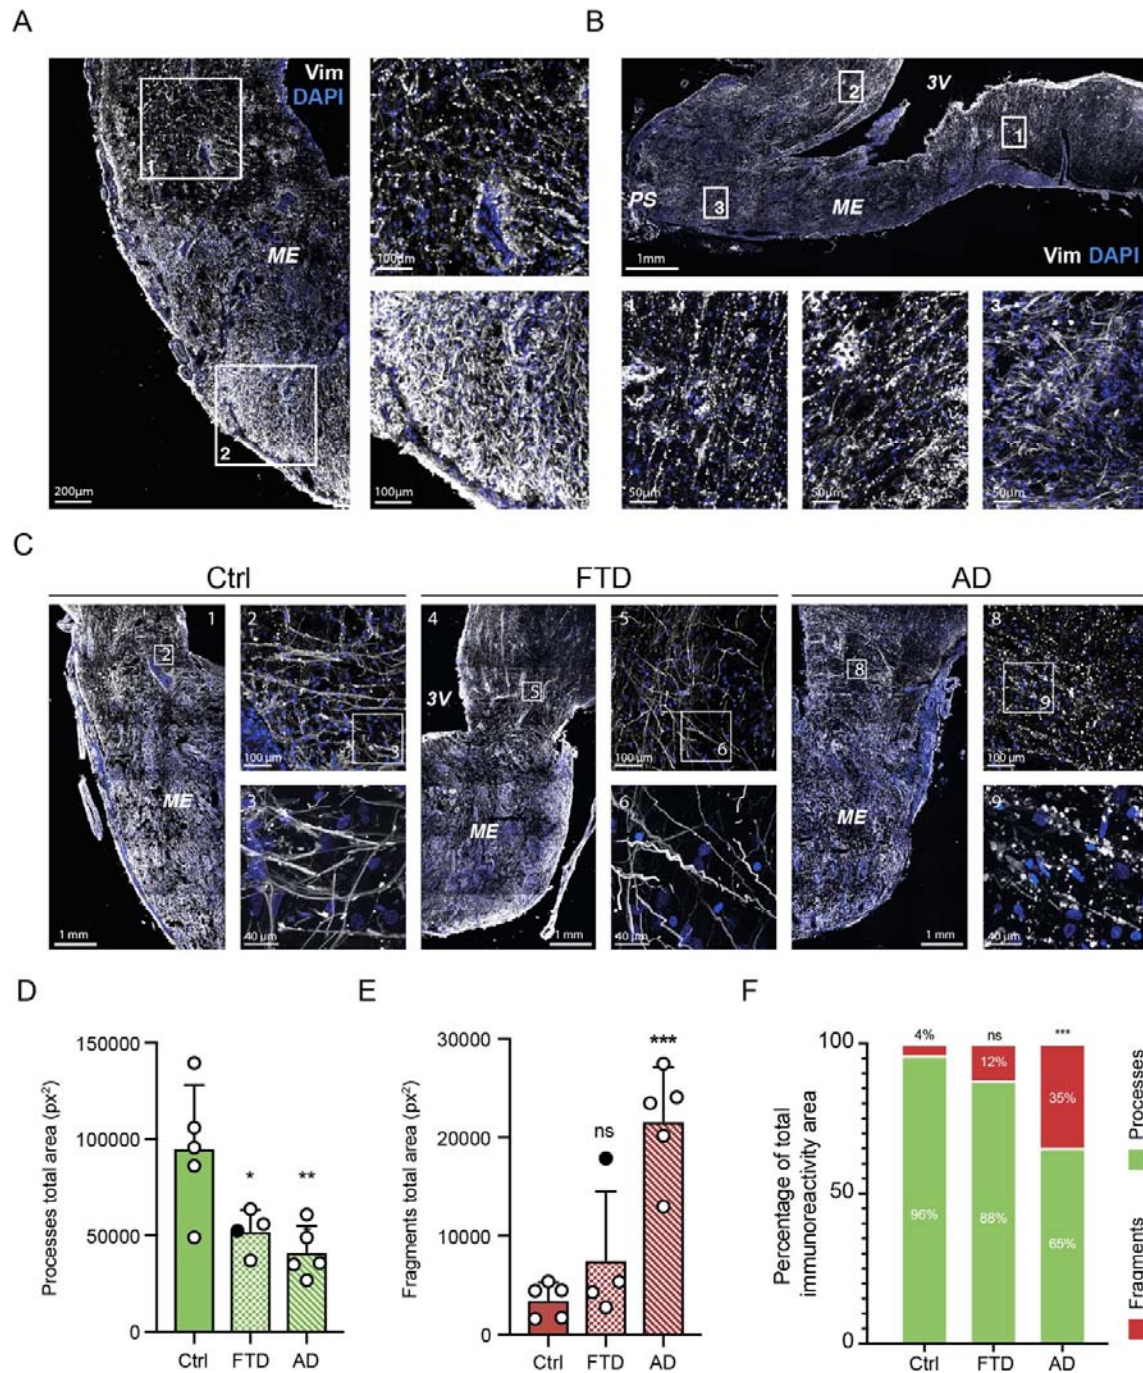 A
Vim
DAPI
1
ME
2
200µm
100µm
100µm
B
2
3V
1
PS
3
ME
1mm
Vim DAPI
1
50µm
2
50µm
3
50µm
C
Ctrl
FTD
AD
1
2
ME
1 mm
2
3
100 µm
3
40 µm
4
3V
5
ME
1 mm
5
6
100 µm
6
40 µm
8
ME
1 mm
8
9
100 µm
9
40 µm
D
Processes total area (px²)
150000
100000
50000
0
*
**
Ctrl
FTD
AD
E
Fragments total area (px²)
30000
20000
10000
0
ns
***
Ctrl
FTD
AD
F
Percentage of total
immunoreactivity area
100
50
0
4%
ns
***
12%
35%
96%
88%
65%
Ctrl
FTD
AD
Processes
Fragments